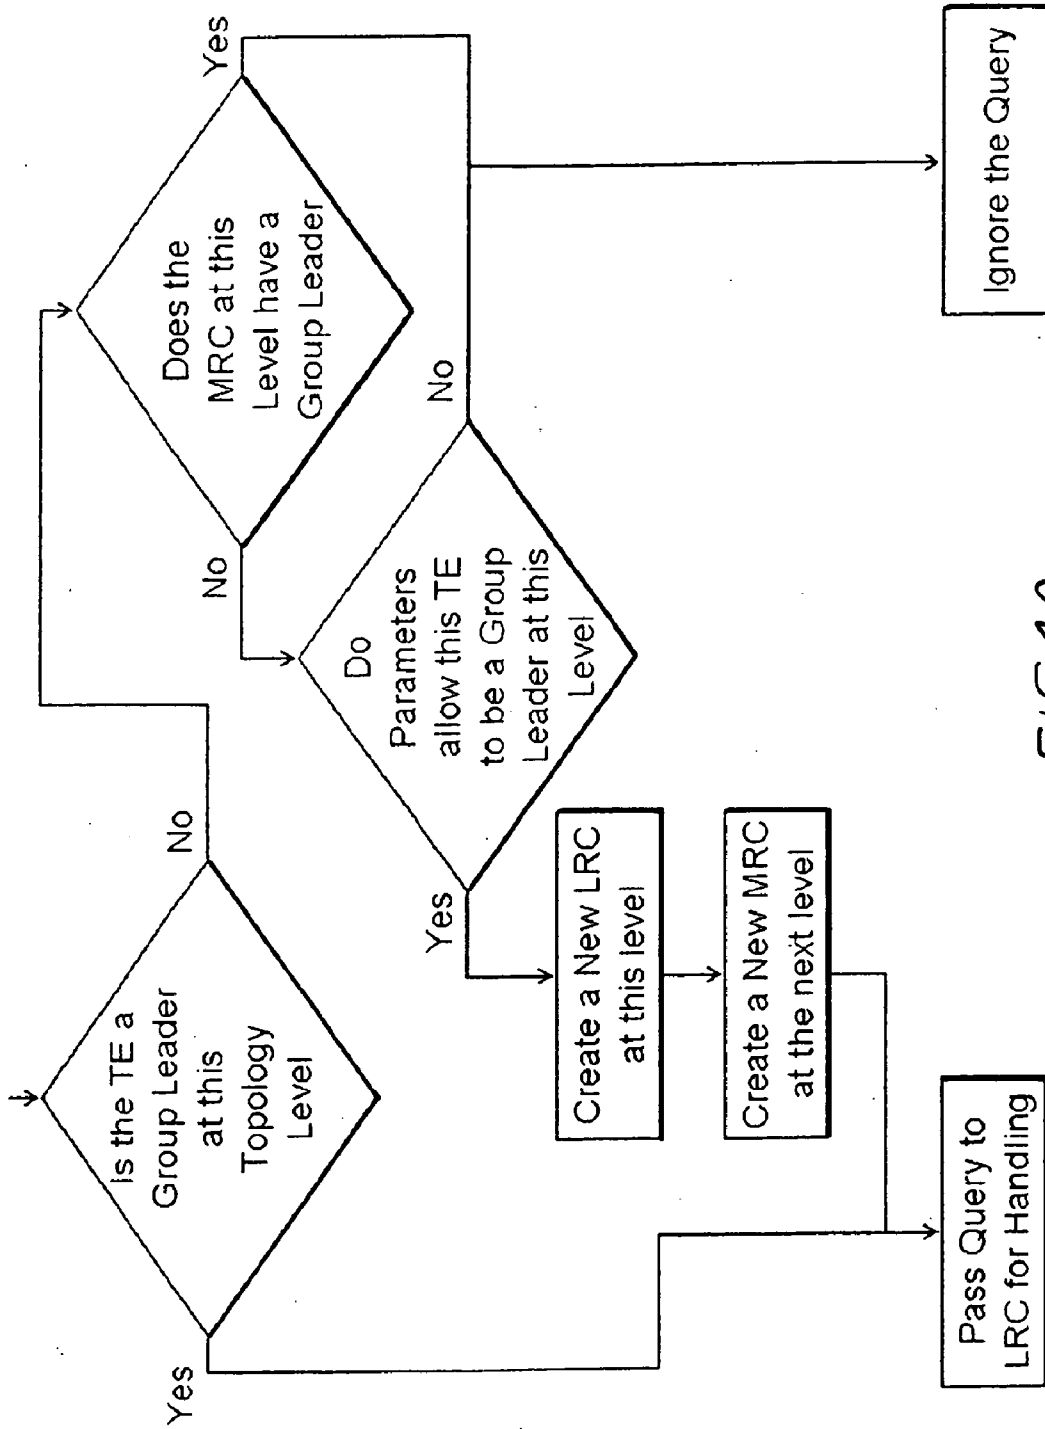 Is the TE a
Group Leader
at this
Topology
Level
Yes
No
Does the
MRC at this
Level have a
Group Leader
Yes
No
Do
Parameters
allow this TE
to be a Group
Leader at this
Level
Yes
No
Create a New LRC
at this level
Create a New MRC
at the next level
Pass Query to
LRC for Handling
Ignore the Query